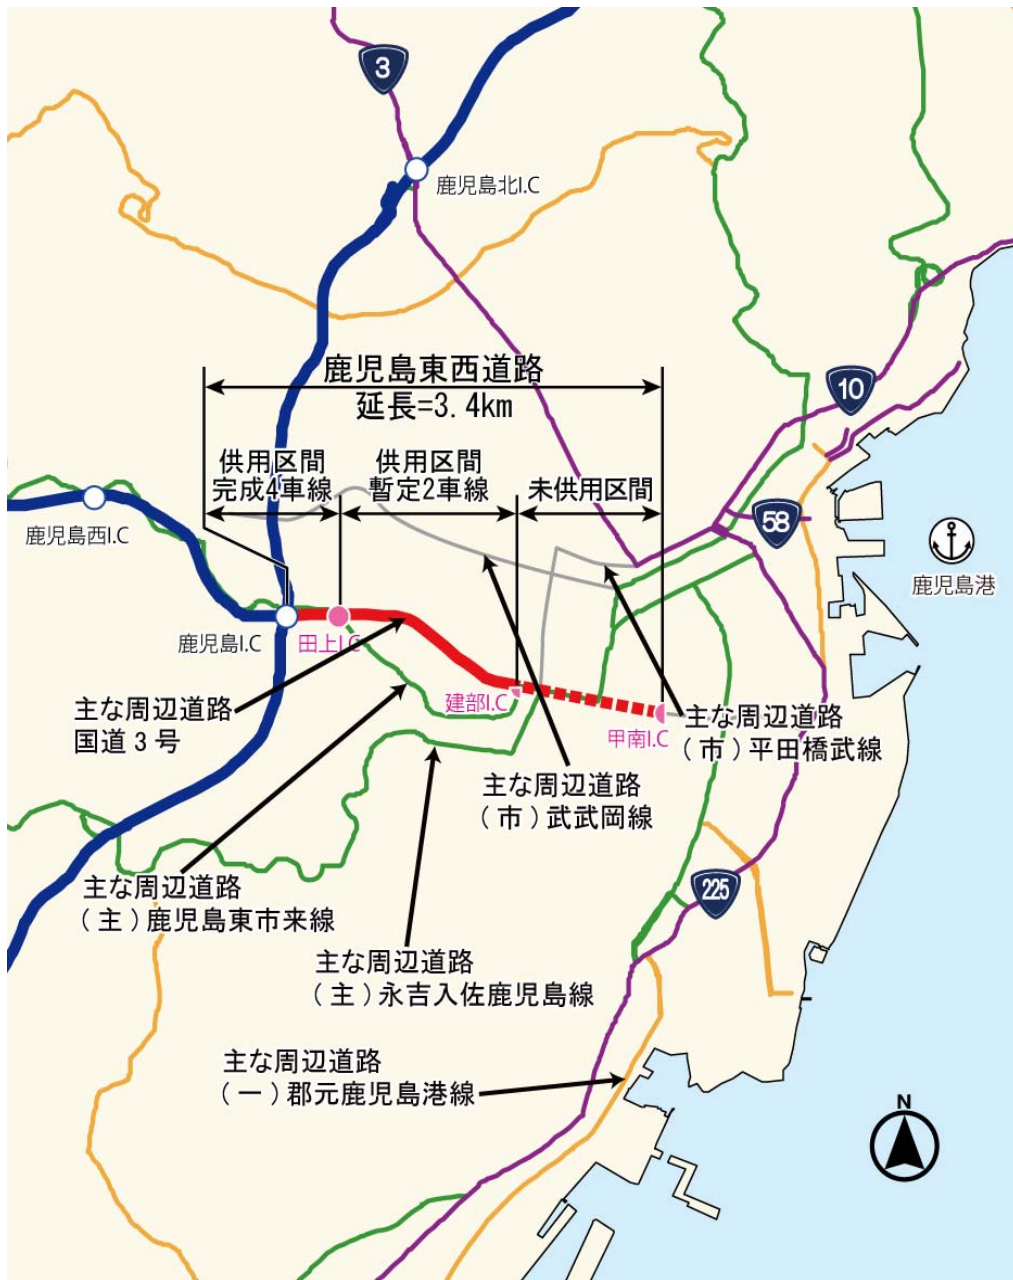 3
鹿児島北I.C
鹿児島東西道路
延長=3.4km
10
供用区間
完成4車線
供用区間
暫定2車線
未供用区間
鹿児島西I.C
58
鹿児島港
鹿児島I.C
田上I.C
建部I.C
甲南I.C
主な周辺道路
国道3号
主な周辺道路
(市)平田橋武線
主な周辺道路
(市)武武岡線
主な周辺道路
(主)鹿児島東市来線
225
主な周辺道路
(主)永吉入佐鹿児島線
主な周辺道路
(一)郡元鹿児島港線
N